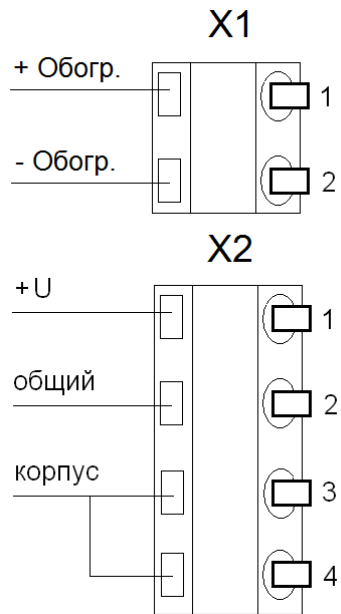 X1
+ Обогр.
1
- Обогр.
2
X2
+U
1
общий
2
корпус
3
4